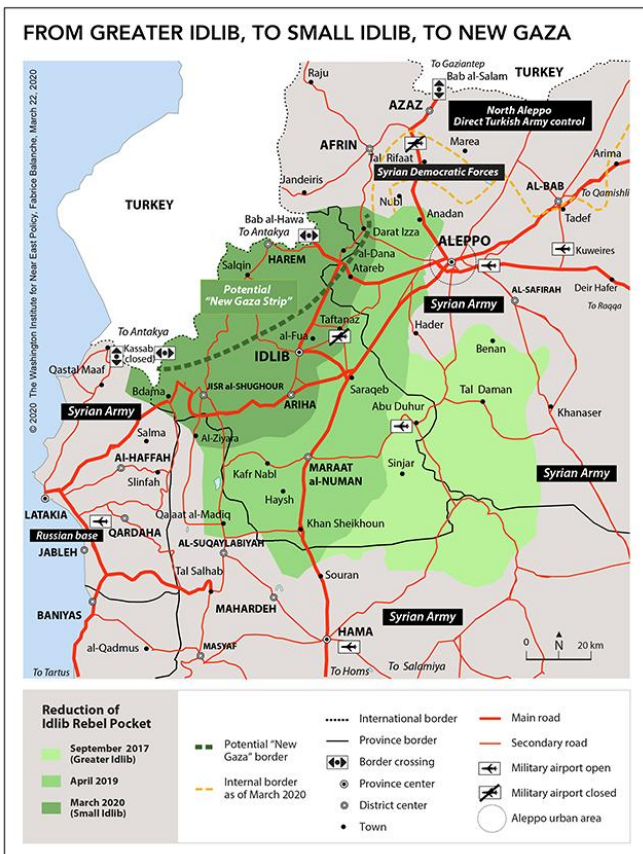 FROM GREATER IDLIB, TO SMALL IDLIB, TO NEW GAZA
© 2020 The Washington Institute for Near East Policy, Fabrice Balanche, March 22, 2020
To Gaziantep
Bab al-Salam
TURKEY
Raju
AZAZ
North Aleppo
Direct Turkish Army control
AFRIN
Tal Rifaat
Marea
Arima
Syrian Democratic Forces
Jandeiris
AL-BAB
To Qamishli
TURKEY
Nubl
Anadan
Tadef
Bab al-Hawa
To Antakya
Darat Izza
HAREM
al-Dana
ALEPPO
Kuweires
Salqin
Atareb
Deir Hafer
To Raqqa
Potential
"New Gaza Strip"
AL-SAFIRAH
Syrian Army
Taftanaz
To Antakya
al-Fua
Hader
Benan
Kassab
(closed)
IDLIB
Qastal Maaf
JISR al-SHUGHOUR
Saraqeb
Tal Daman
Bdama
ARIHA
Abu Duhur
Khanaser
Syrian Army
Salma
Al-Ziyara
Al-HAFFAH
Kafr Nabl
MARAAT
al-NUMAN
Sinjar
Syrian Army
Slinfah
Haysh
LATAKIA
Qalaat al-Madiq
Khan Sheikhoun
QARDAHA
Russian base
JABLEH
AL-SUQAYLABIYAH
Tal Salhab
Souran
BANIYAS
MAHARDEH
Syrian Army
al-Qadmus
MASYAF
HAMA
N
0 20 km
To Tartus
To Homs
To Salamiya
Reduction of
Idlib Rebel Pocket
September 2017
(Greater Idlib)
April 2019
March 2020
(Small Idlib)
Potential "New
Gaza" border
Internal border
as of March 2020
International border
Province border
Border crossing
Province center
District center
Town
Main road
Secondary road
Military airport open
Military airport closed
Aleppo urban area